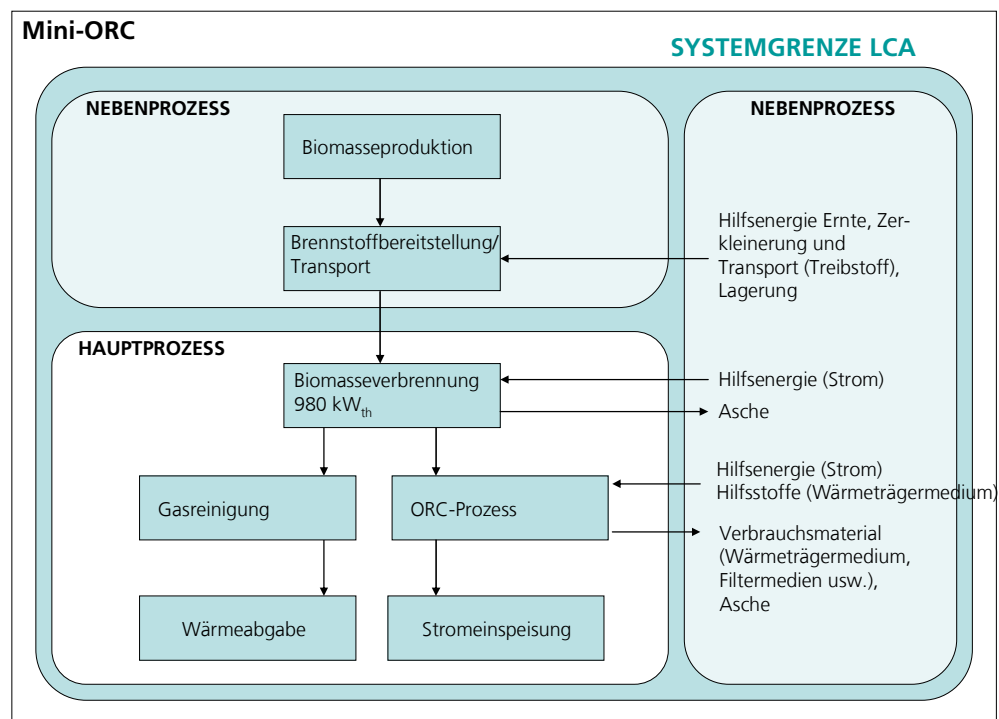 Mini-ORC
SYSTEMGRENZE LCA
NEBENPROZESS
Biomasseproduktion
Brennstoffbereitstellung/
Transport
HAUPTPROZESS
Biomasseverbrennung
980 kWth
Gasreinigung
ORC-Prozess
Wärmeabgabe
Stromeinspeisung
NEBENPROZESS
Hilfsenergie Ernte, Zer-
kleinerung und
Transport (Treibstoff),
Lagerung
Hilfsenergie (Strom)
Asche
Hilfsenergie (Strom)
Hilfsstoffe (Wärmeträgermedium)
Verbrauchsmaterial
(Wärmeträgermedium,
Filtermedien usw.),
Asche